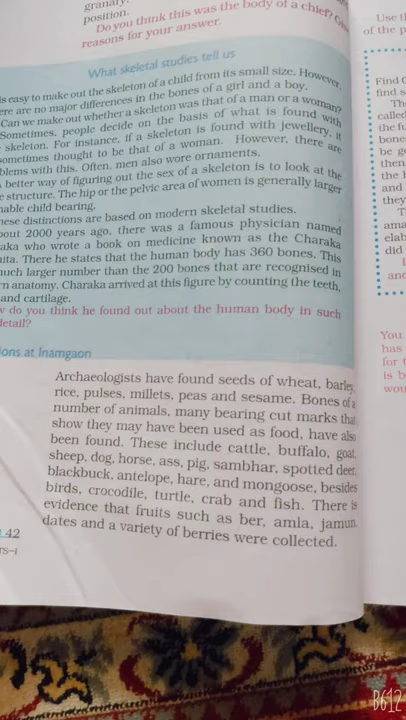 granary.
position.
Do you think this was the body of a chief? Give
reasons for your answer.
What skeletal studies tell us
is easy to make out the skeleton of a child from its small size. However,
ere are no major differences in the bones of a girl and a boy.
Can we make out whether a skeleton was that of a man or a woman?
Sometimes, people decide on the basis of what is found with
skeleton. For instance, if a skeleton is found with jewellery, it
sometimes thought to be that of a woman. However, there are
blems with this. Often, men also wore ornaments.
better way of figuring out the sex of a skeleton is to look at the
e structure. The hip or the pelvic area of women is generally larger
nable child bearing.
hese distinctions are based on modern skeletal studies.
bout 2000 years ago, there was a famous physician named
aka who wrote a book on medicine known as the Charaka
ita. There he states that the human body has 360 bones. This
uch larger number than the 200 bones that are recognised in
rn anatomy. Charaka arrived at this figure by counting the teeth,
and cartilage.
w do you think he found out about the human body in such
detail?
ions at Inamgaon
Archaeologists have found seeds of wheat, barley,
rice, pulses, millets, peas and sesame. Bones of a
number of animals, many bearing cut marks that
show they may have been used as food, have also
been found. These include cattle, buffalo, goat,
sheep, dog, horse, ass, pig, sambhar, spotted deer,
blackbuck, antelope, hare, and mongoose, besides
birds, crocodile, turtle, crab and fish. There is
evidence that fruits such as ber, amla, jamun,
dates and a variety of berries were collected.
42
TS–I
Use th
of the p
Find O
find s
Th
called
the fu
bone
be g
then
the h
and
they
T
ama
elab
did
I
and
You
has
for t
is b
wou
B612